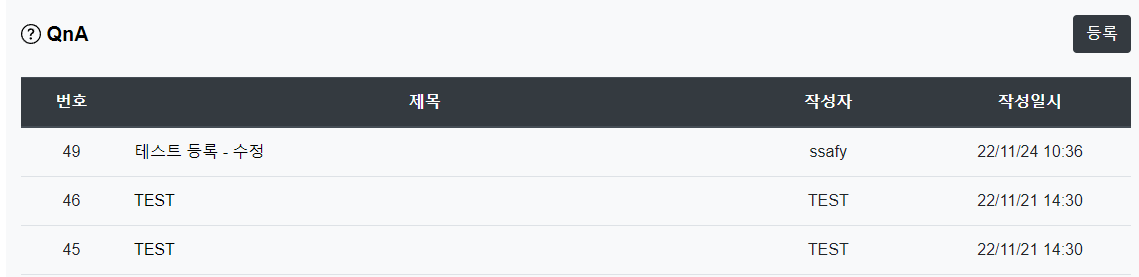 QnA 등록
번호 제목 작성자 작성일시
49 테스트 등록 - 수정 ssafy 22/11/24 10:36
46 TEST TEST 22/11/21 14:30
45 TEST TEST 22/11/21 14:30